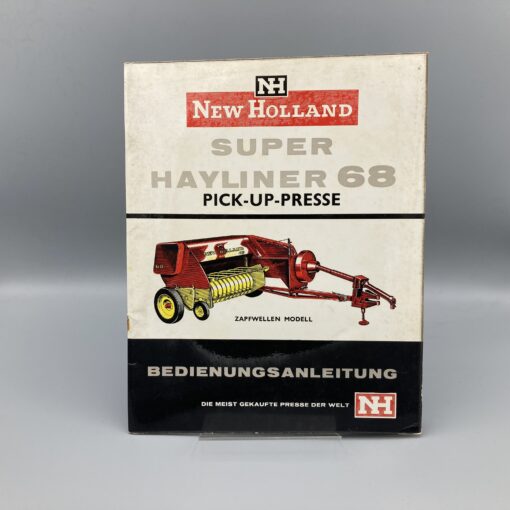 NH
NEW HOLLAND
SUPER
HAYLINER 68
PICK-UP-PRESSE
ZAPFWELLEN MODELL
BEDIENUNGSANLEITUNG
DIE MEIST GEKAUFTE PRESSE DER WELT NH